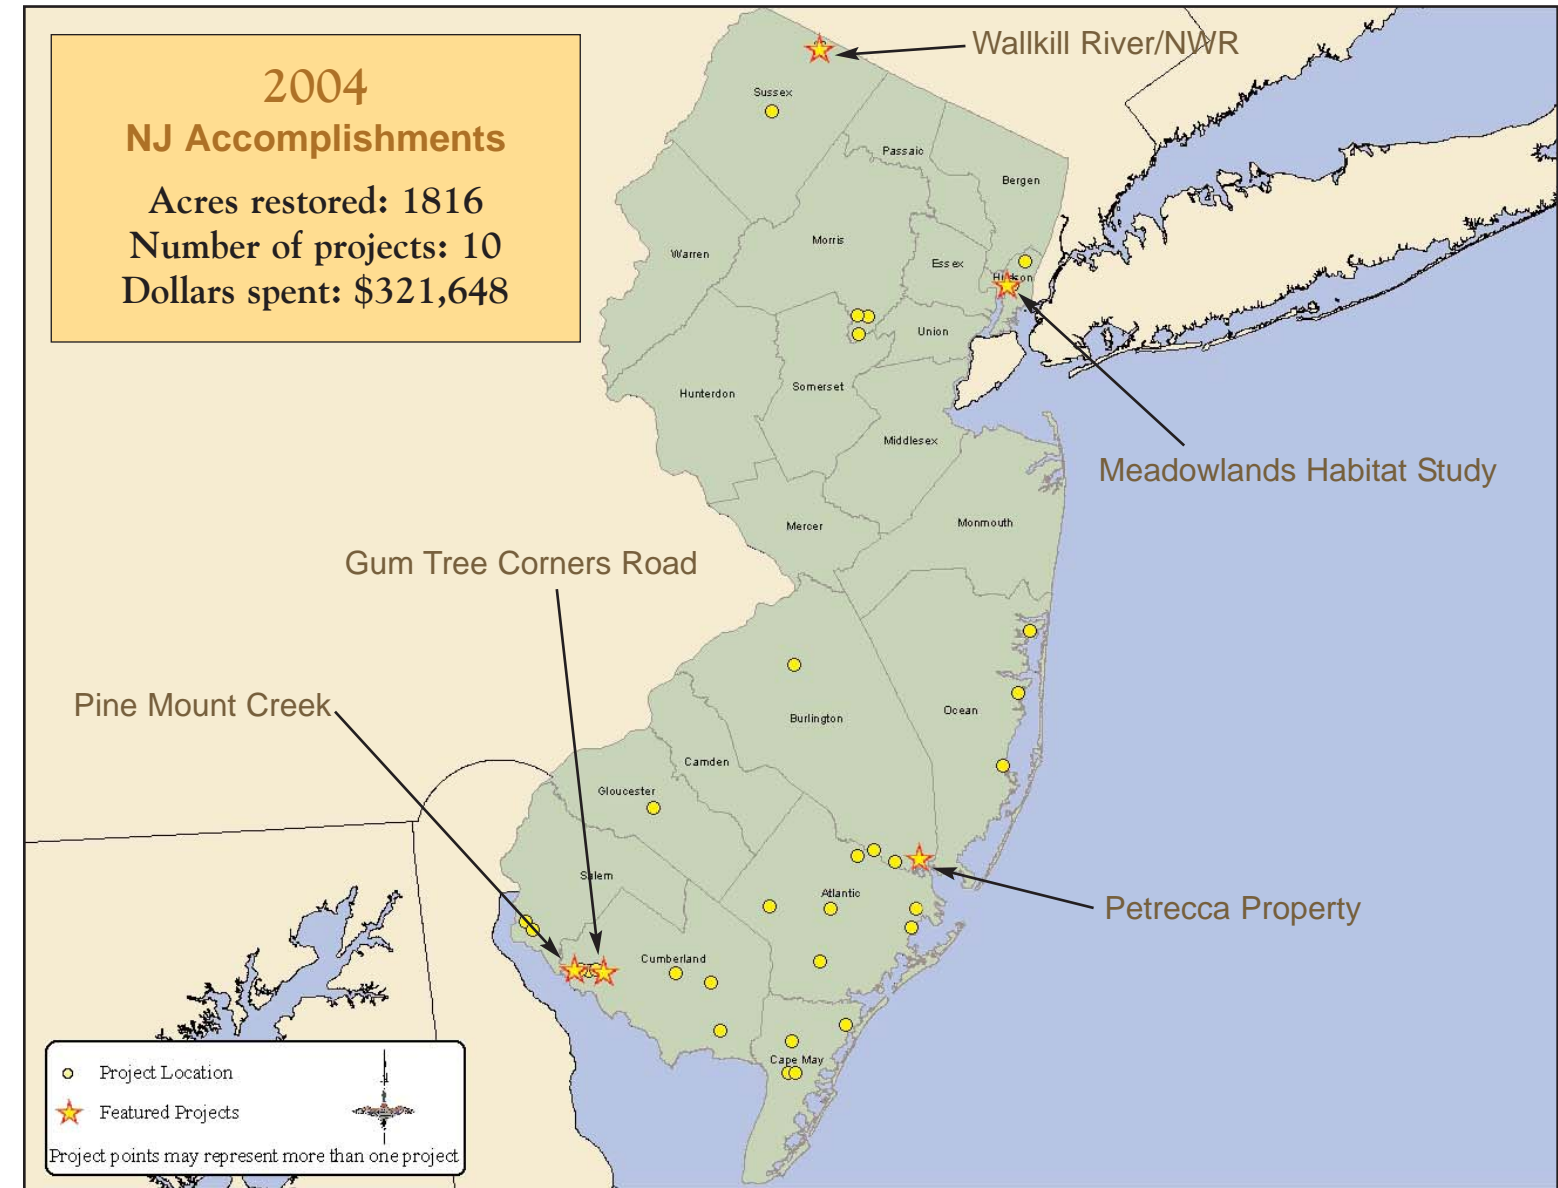 2004
NJ Accomplishments
Acres restored: 1816
Number of projects: 10
Dollars spent: $321,648
Wallkill River/NWR
Sussex
Passaic
Bergen
Warren
Morris
Essex
Hudson
Union
Hunterdon
Somerset
Middlesex
Meadowlands Habitat Study
Mercer
Monmouth
Gum Tree Corners Road
Pine Mount Creek
Burlington
Ocean
Camden
Gloucester
Salem
Atlantic
Petrecca Property
Cumberland
Cape May
Project Location
Featured Projects
Project points may represent more than one project